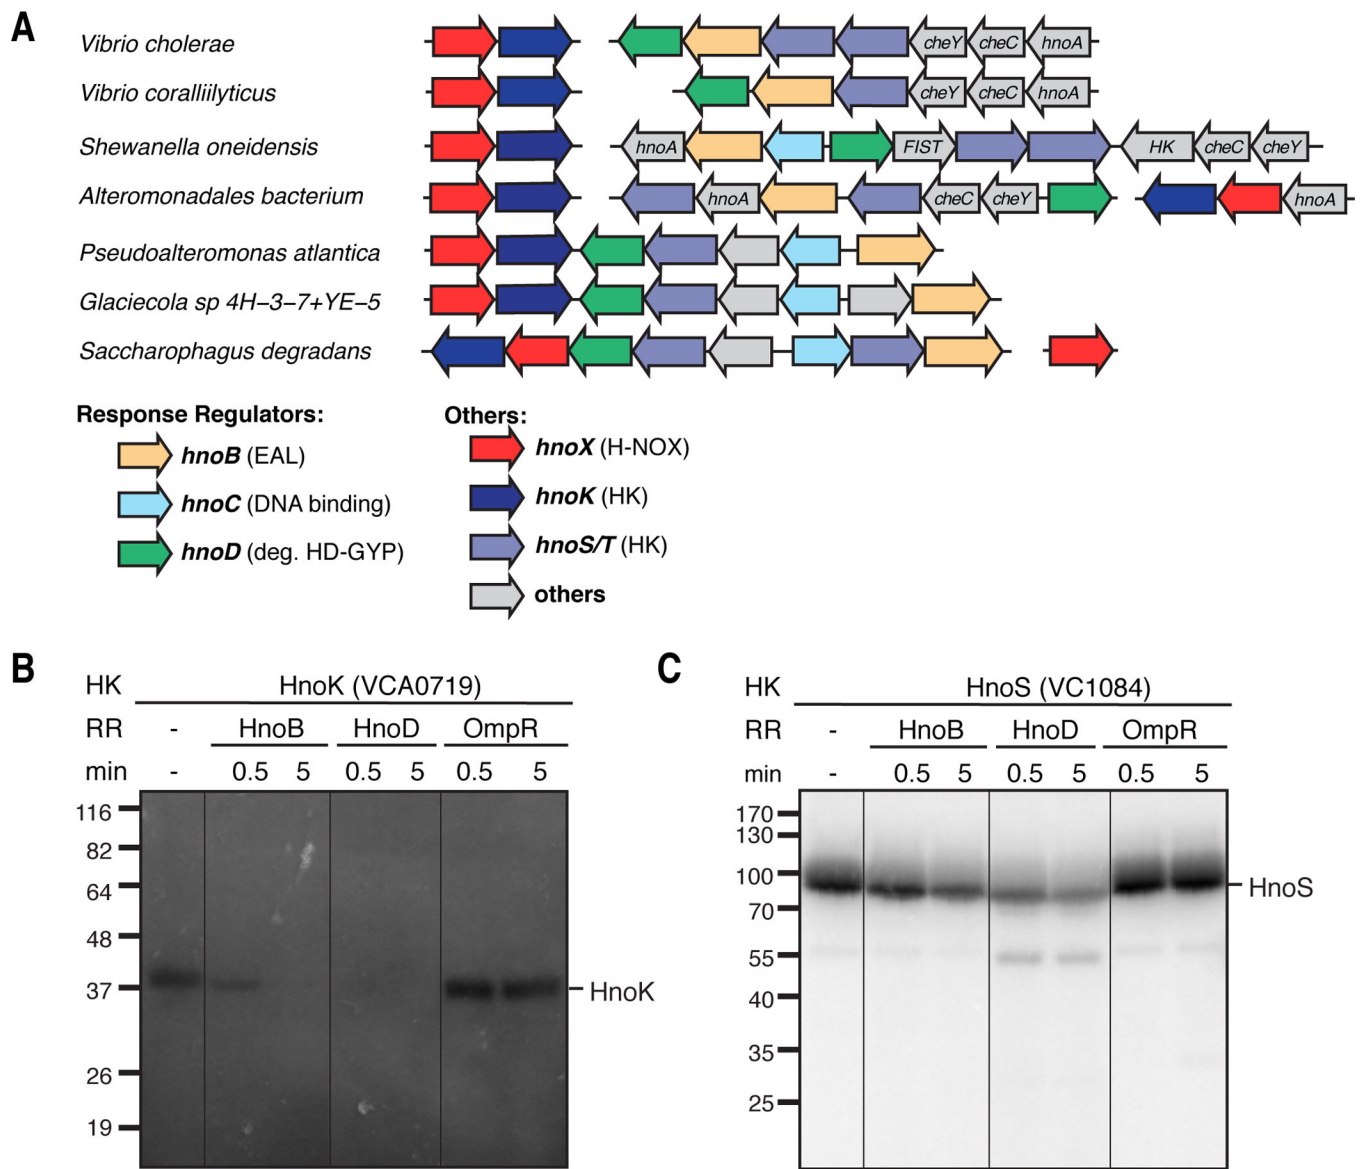 A
Vibrio cholerae
cheY cheC hnoA
Vibrio coralliilyticus
cheY cheC hnoA
Shewanella oneidensis
hnoA FIST HK cheC cheY
Alteromonadales bacterium
hnoA cheC cheY hnoA
Pseudoalteromonas atlantica
Glaciecola sp 4H−3−7+YE−5
Saccharophagus degradans
Response Regulators:
hnoB (EAL)
hnoC (DNA binding)
hnoD (deg. HD-GYP)
Others:
hnoX (H-NOX)
hnoK (HK)
hnoS/T (HK)
others
B
HK HnoK (VCA0719)
RR - HnoB HnoD OmpR
min - 0.5 5 0.5 5 0.5 5
116
82
64
48
37
26
19
HnoK
C
HK HnoS (VC1084)
RR - HnoB HnoD OmpR
min - 0.5 5 0.5 5 0.5 5
170
130
100
70
55
40
35
25
HnoS